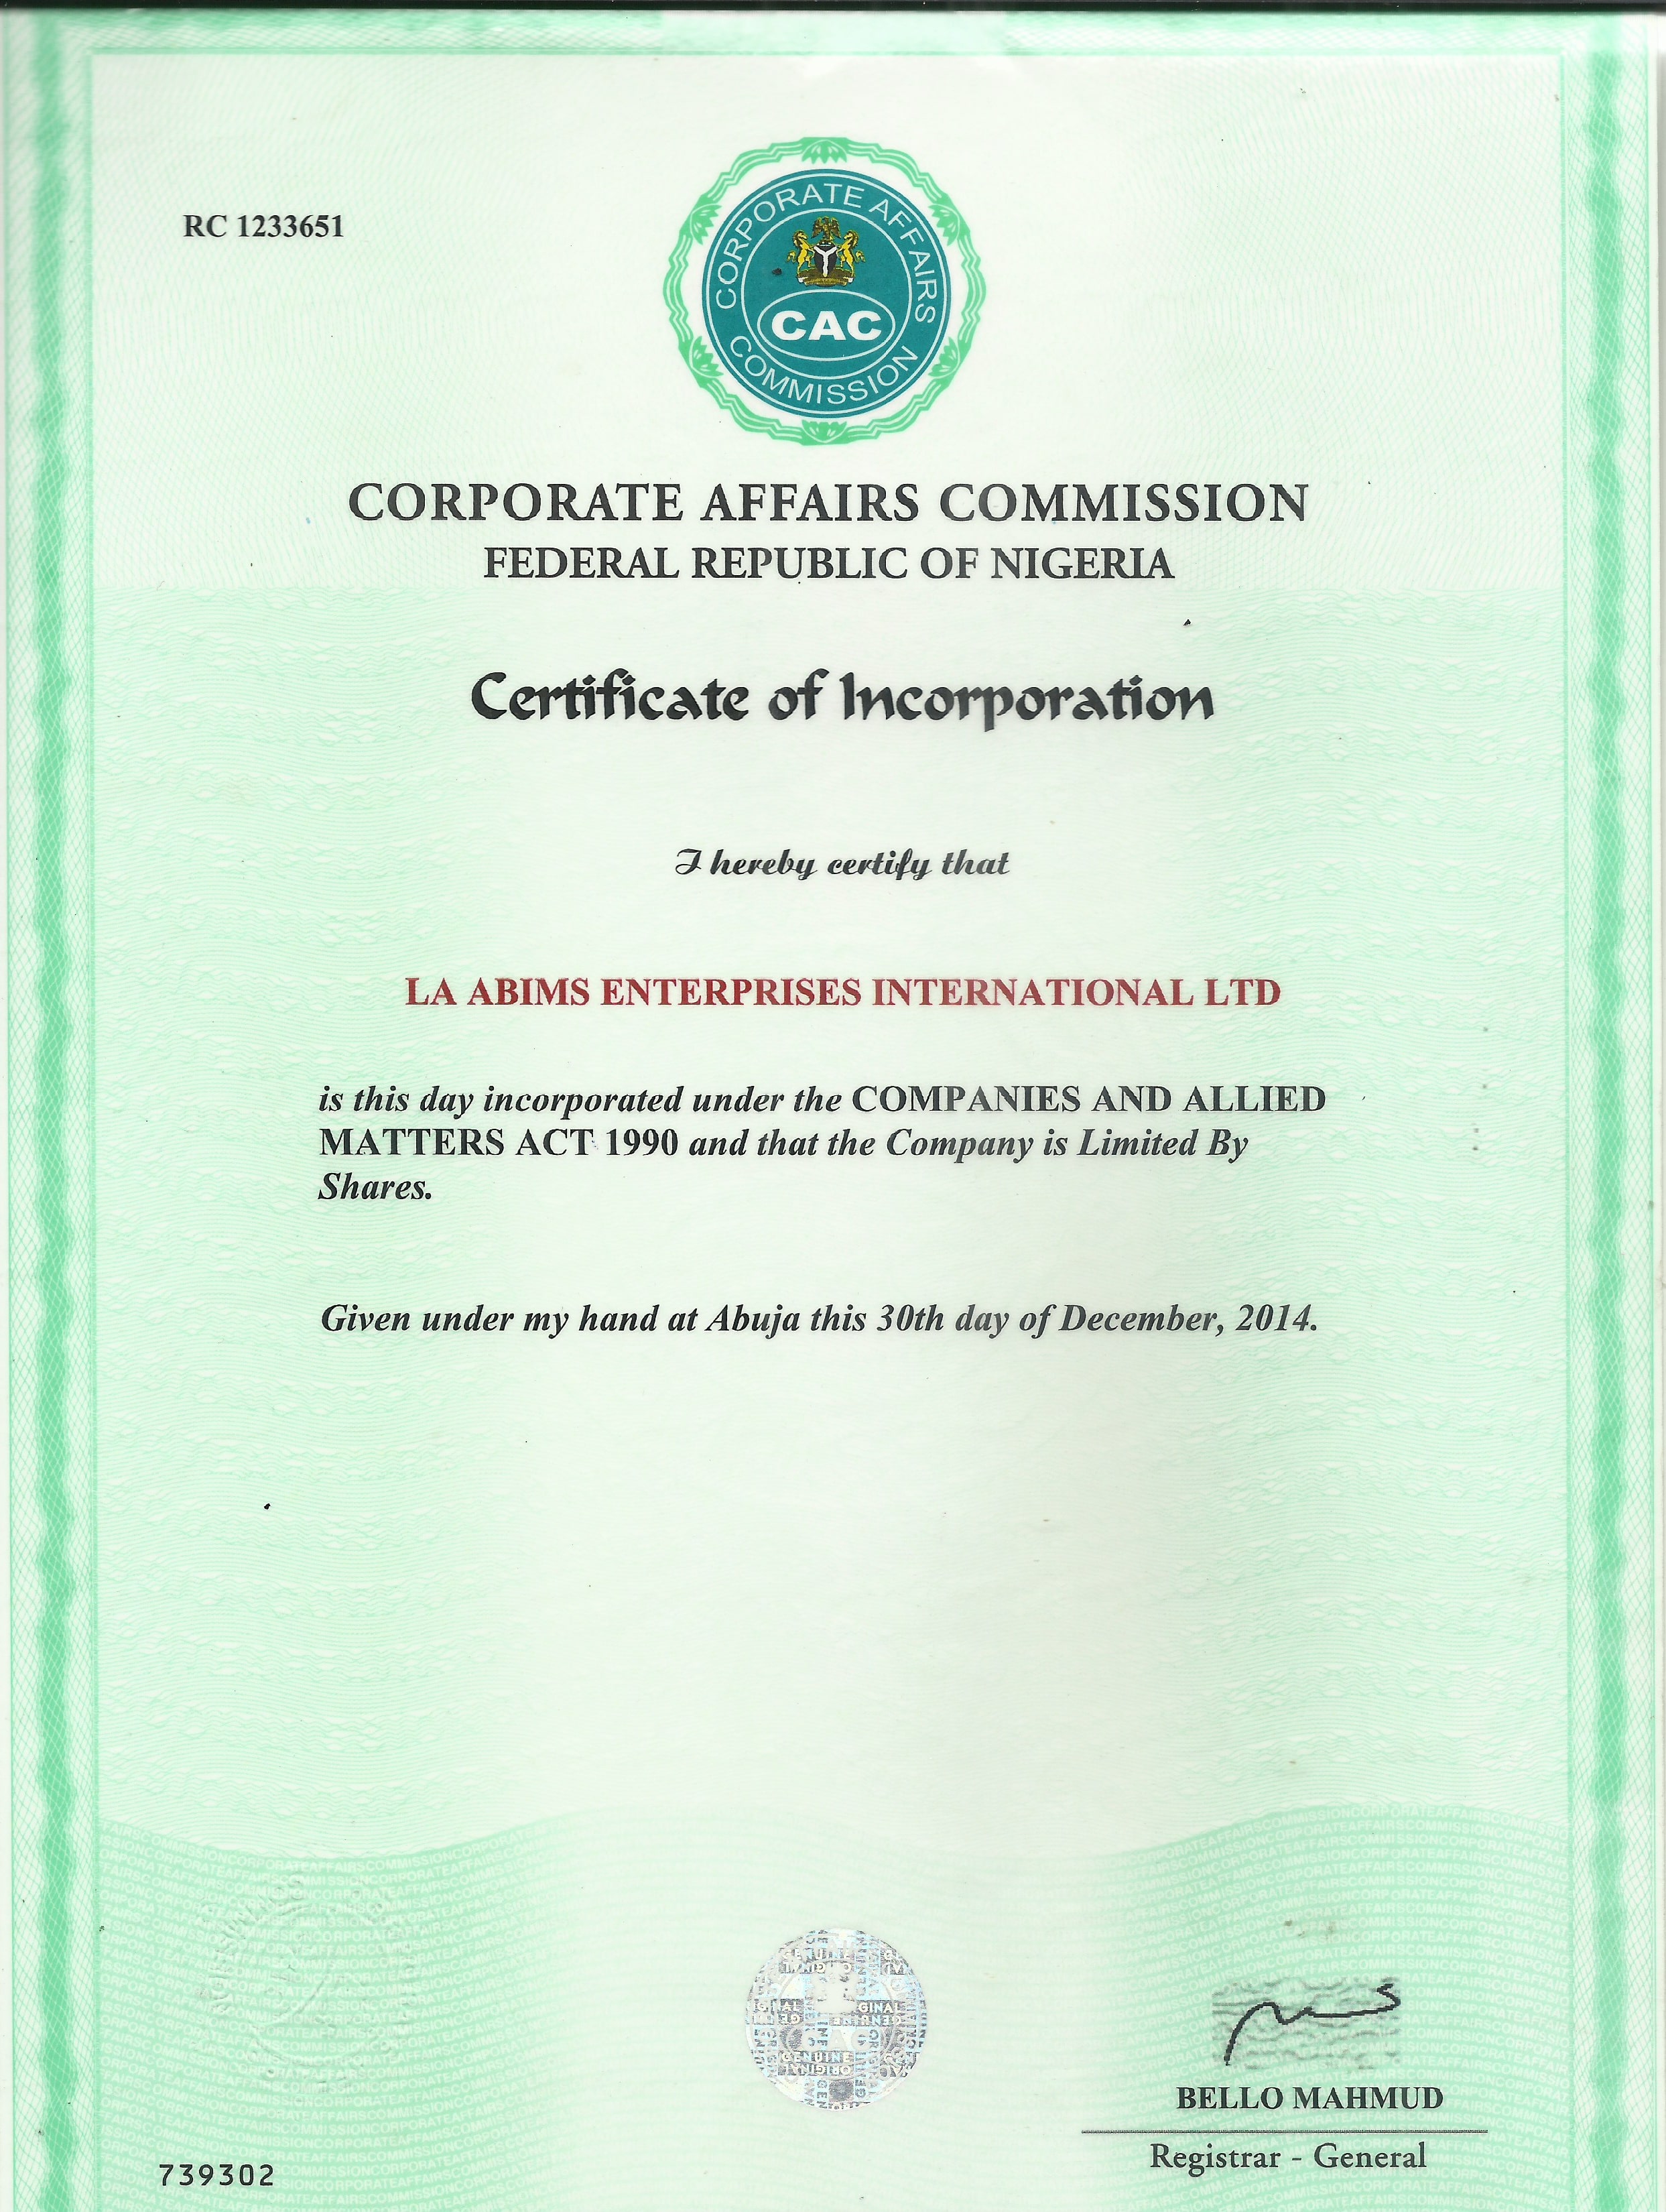 RC 1233651
CORPORATE AFFAIRS
CAC
COMMISSION
CORPORATE AFFAIRS COMMISSION
FEDERAL REPUBLIC OF NIGERIA
Certificate of Incorporation
I hereby certify that
LA ABIMS ENTERPRISES INTERNATIONAL LTD
is this day incorporated under the COMPANIES AND ALLIED
MATTERS ACT 1990 and that the Company is Limited By
Shares.
Given under my hand at Abuja this 30th day of December, 2014.
GENUINE
ORIGINAL
BELLO MAHMUD
Registrar - General
739302